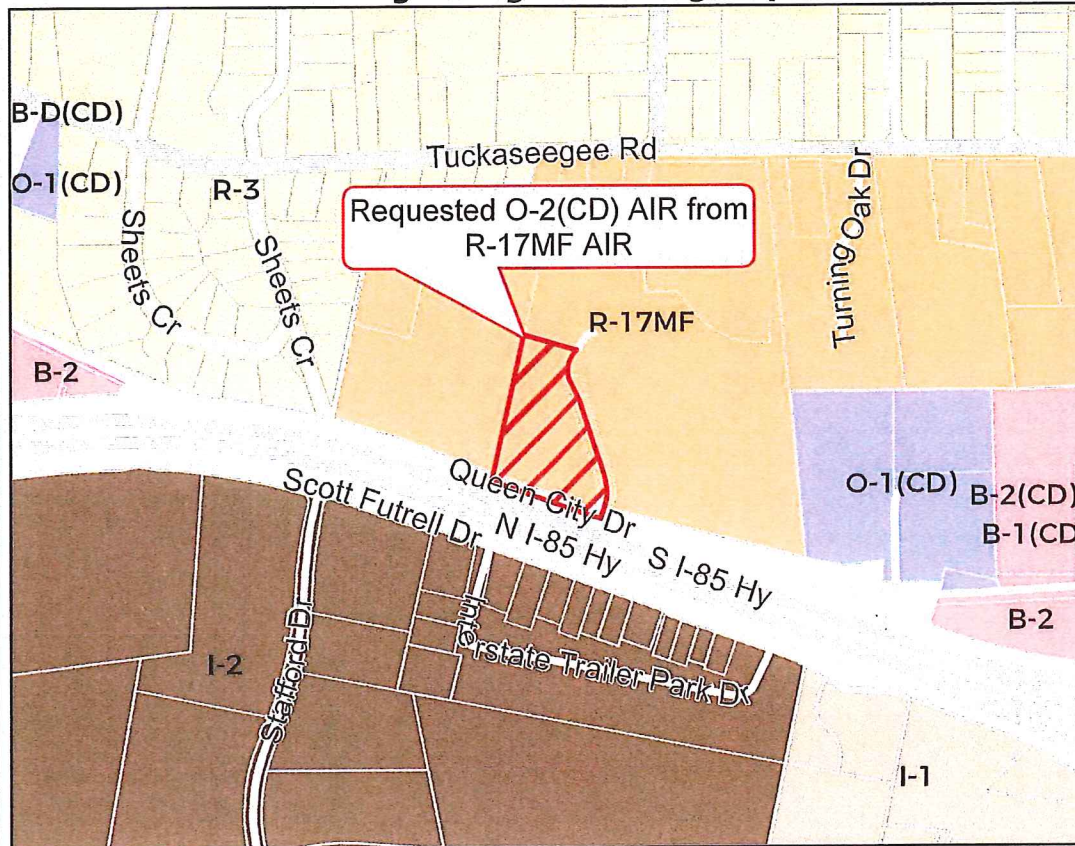 B-D(CD)
Tuckaseegee Rd
O-1(CD)
R-3
Requested O-2(CD) AIR from
R-17MF AIR
Sheets Cr
Sheets Cr
Turning Oak Dr
R-17MF
B-2
Queen City Dr
Scott Futrell Dr
N I-85 Hy
S I-85 Hy
O-1(CD)
B-2(CD)
B-1(CD
B-2
Interstate Trailer Park Dr
Stafford Dr
I-2
I-1